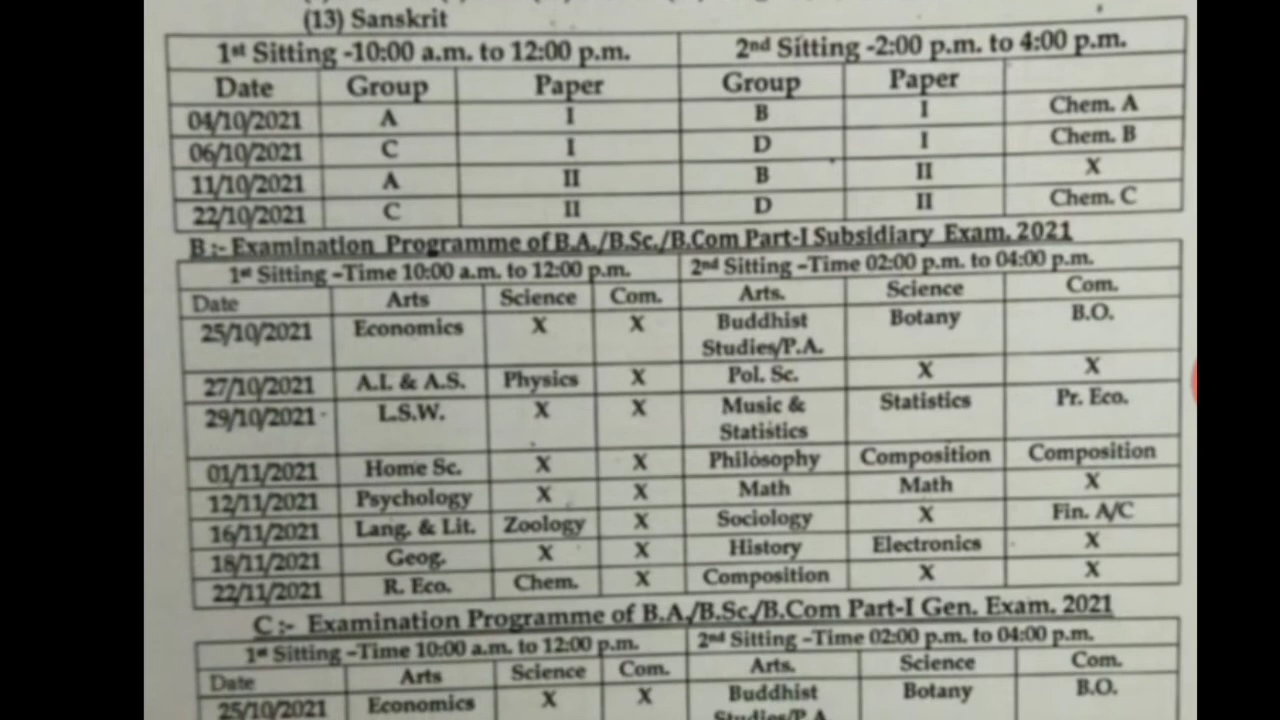 (13) Sanskrit
1st Sitting -10:00 a.m. to 12:00 p.m. 2nd Sitting -2:00 p.m. to 4:00 p.m.
Date Group Paper Group Paper
04/10/2021 A I B I Chem. A
06/10/2021 C I D I Chem. B
11/10/2021 A II B II X
22/10/2021 C II D II Chem. C
B :- Examination Programme of B.A./B.Sc./B.Com Part-I Subsidiary Exam. 2021
1st Sitting –Time 10:00 a.m. to 12:00 p.m. 2nd Sitting –Time 02:00 p.m. to 04:00 p.m.
Date Arts Science Com. Arts. Science Com.
25/10/2021 Economics X X Buddhist Botany B.O.
Studies/P.A.
27/10/2021 A.I. & A.S. Physics X Pol. Sc. X X
29/10/2021 L.S.W. X X Music & Statistics Pr. Eco.
Statistics
01/11/2021 Home Sc. X X Philosophy Composition Composition
12/11/2021 Psychology X X Math Math X
16/11/2021 Lang. & Lit. Zoology X Sociology X Fin. A/C
18/11/2021 Geog. X X History Electronics X
22/11/2021 R. Eco. Chem. X Composition X X
C :- Examination Programme of B.A./B.Sc./B.Com Part-I Gen. Exam. 2021
1st Sitting –Time 10:00 a.m. to 12:00 p.m. 2nd Sitting –Time 02:00 p.m. to 04:00 p.m.
Date Arts Science Com. Arts. Science Com.
25/10/2021 Economics X X Buddhist Botany B.O.
Studies/P.A.